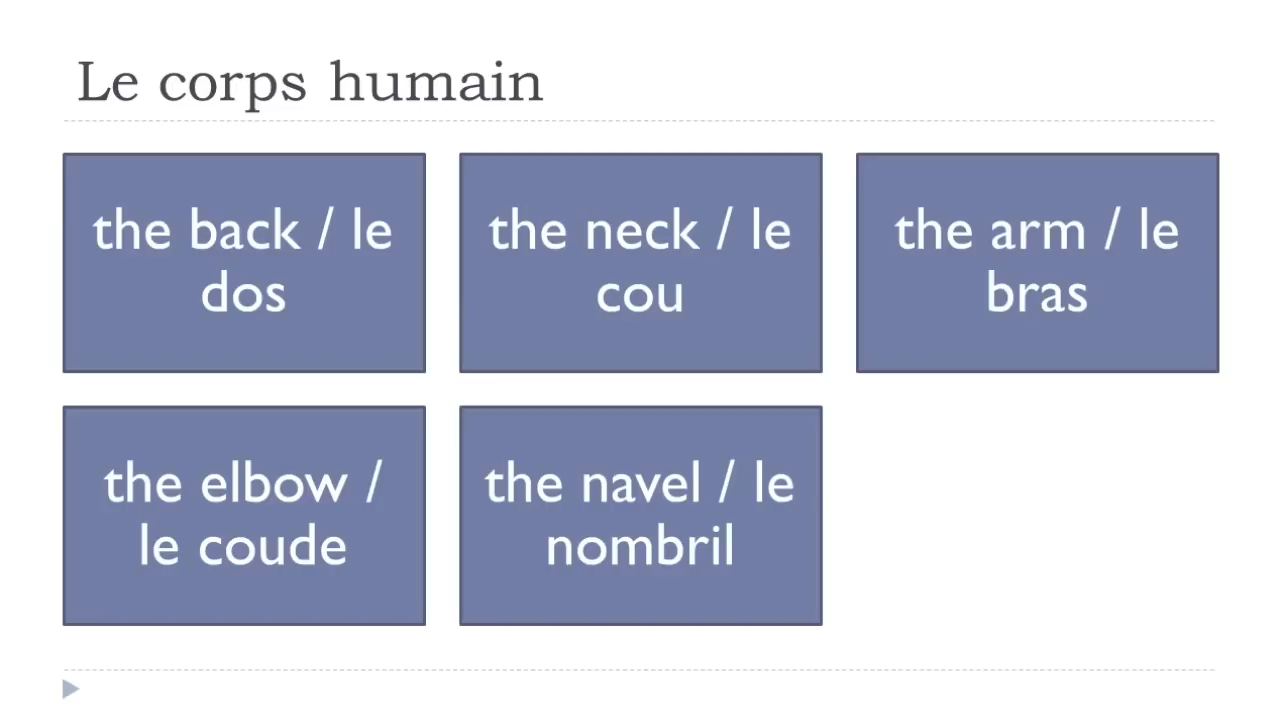 Le corps humain
the back / le
dos
the neck / le
cou
the arm / le
bras
the elbow /
le coude
the navel / le
nombril